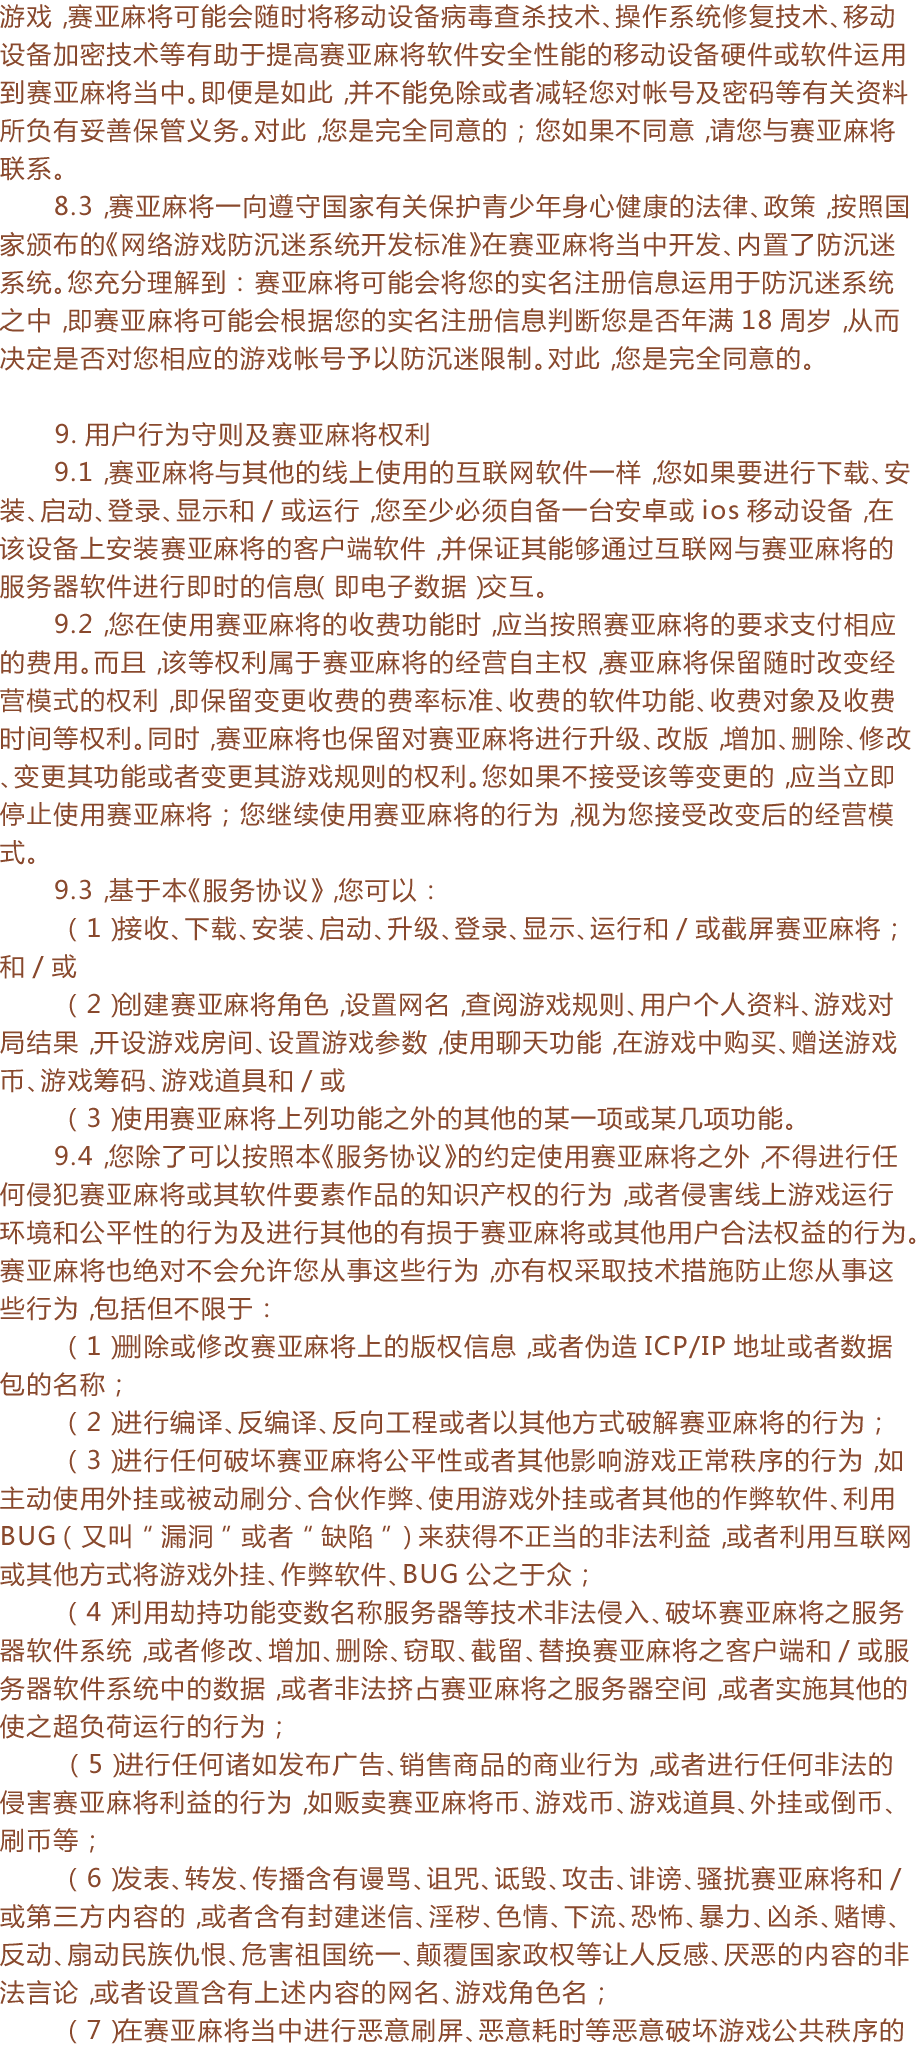 游戏，赛亚麻将可能会随时将移动设备病毒查杀技术、操作系统修复技术、移动
设备加密技术等有助于提高赛亚麻将软件安全性能的移动设备硬件或软件运用
到赛亚麻将当中。即便是如此，并不能免除或者减轻您对帐号及密码等有关资料
所负有妥善保管义务。对此，您是完全同意的；您如果不同意，请您与赛亚麻将
联系。
8.3，赛亚麻将一向遵守国家有关保护青少年身心健康的法律、政策，按照国
家颁布的《网络游戏防沉迷系统开发标准》在赛亚麻将当中开发、内置了防沉迷
系统。您充分理解到：赛亚麻将可能会将您的实名注册信息运用于防沉迷系统
之中，即赛亚麻将可能会根据您的实名注册信息判断您是否年满18周岁，从而
决定是否对您相应的游戏帐号予以防沉迷限制。对此，您是完全同意的。
9. 用户行为守则及赛亚麻将权利
9.1，赛亚麻将与其他的线上使用的互联网软件一样，您如果要进行下载、安
装、启动、登录、显示和/或运行，您至少必须自备一台安卓或ios移动设备，在
该设备上安装赛亚麻将的客户端软件，并保证其能够通过互联网与赛亚麻将的
服务器软件进行即时的信息(即电子数据)交互。
9.2，您在使用赛亚麻将的收费功能时，应当按照赛亚麻将的要求支付相应
的费用。而且，该等权利属于赛亚麻将的经营自主权，赛亚麻将保留随时改变经
营模式的权利，即保留变更收费的费率标准、收费的软件功能、收费对象及收费
时间等权利。同时，赛亚麻将也保留对赛亚麻将进行升级、改版，增加、删除、修改
、变更其功能或者变更其游戏规则的权利。您如果不接受该等变更的，应当立即
停止使用赛亚麻将；您继续使用赛亚麻将的行为，视为您接受改变后的经营模
式。
9.3，基于本《服务协议》，您可以：
(1)接收、下载、安装、启动、升级、登录、显示、运行和/或截屏赛亚麻将；
和/或
(2)创建赛亚麻将角色，设置网名，查阅游戏规则、用户个人资料、游戏对
局结果，开设游戏房间、设置游戏参数，使用聊天功能，在游戏中购买、赠送游戏
币、游戏筹码、游戏道具和/或
(3)使用赛亚麻将上列功能之外的其他的某一项或某几项功能。
9.4，您除了可以按照本《服务协议》的约定使用赛亚麻将之外，不得进行任
何侵犯赛亚麻将或其软件要素作品的知识产权的行为，或者侵害线上游戏运行
环境和公平性的行为及进行其他的有损于赛亚麻将或其他用户合法权益的行为。
赛亚麻将也绝对不会允许您从事这些行为，亦有权采取技术措施防止您从事这
些行为，包括但不限于：
(1)删除或修改赛亚麻将上的版权信息，或者伪造ICP/IP地址或者数据
包的名称；
(2)进行编译、反编译、反向工程或者以其他方式破解赛亚麻将的行为；
(3)进行任何破坏赛亚麻将公平性或者其他影响游戏正常秩序的行为，如
主动使用外挂或被动刷分、合伙作弊、使用游戏外挂或者其他的作弊软件、利用
BUG(又叫"漏洞"或者"缺陷")来获得不正当的非法利益，或者利用互联网
或其他方式将游戏外挂、作弊软件、BUG公之于众；
(4)利用劫持功能变数名称服务器等技术非法侵入、破坏赛亚麻将之服务
器软件系统，或者修改、增加、删除、窃取、截留、替换赛亚麻将之客户端和/或服
务器软件系统中的数据，或者非法挤占赛亚麻将之服务器空间，或者实施其他的
使之超负荷运行的行为；
(5)进行任何诸如发布广告、销售商品的商业行为，或者进行任何非法的
侵害赛亚麻将利益的行为，如贩卖赛亚麻将币、游戏币、游戏道具、外挂或倒币、
刷币等；
(6)发表、转发、传播含有谩骂、诅咒、诋毁、攻击、诽谤、骚扰赛亚麻将和/
或第三方内容的，或者含有封建迷信、淫秽、色情、下流、恐怖、暴力、凶杀、赌博、
反动、扇动民族仇恨、危害祖国统一、颠覆国家政权等让人反感、厌恶的内容的非
法言论，或者设置含有上述内容的网名、游戏角色名；
(7)在赛亚麻将当中进行恶意刷屏、恶意耗时等恶意破坏游戏公共秩序的